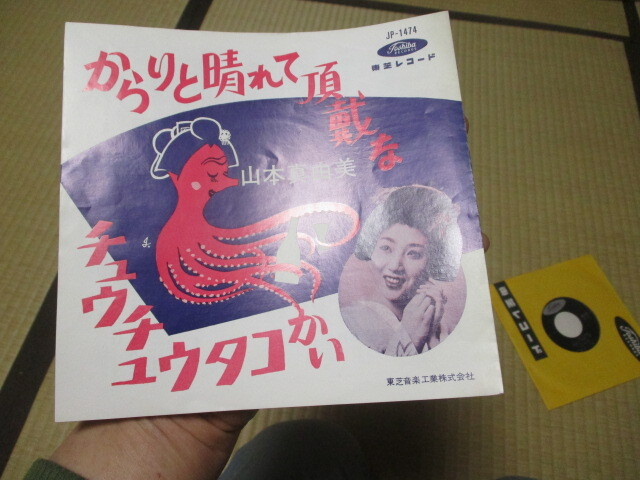 JP-1474
Toshiba
RECORDS
東芝レコード
からりと晴れて
頂戴な
山本真由美
チュウチュウタコかい
東芝音楽工業株式会社
東芝レコード
Toshiba